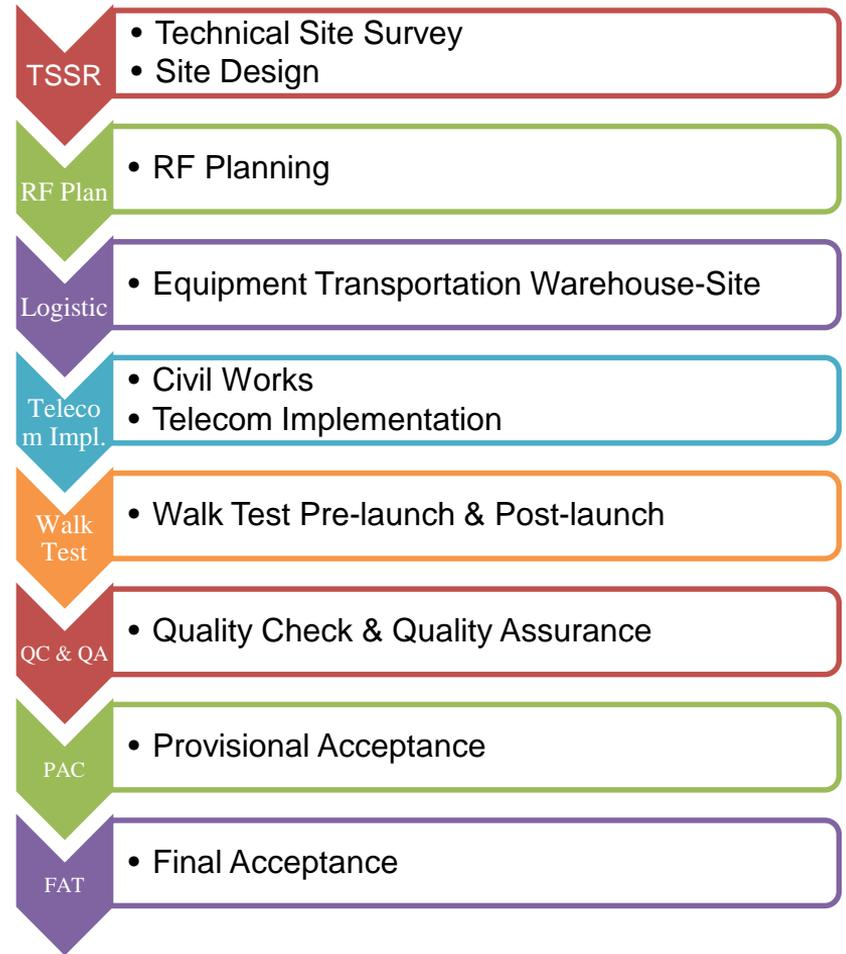 TSSR
• Technical Site Survey
• Site Design
RF Plan
• RF Planning
Logistic
• Equipment Transportation Warehouse-Site
Teleco
m Impl.
• Civil Works
• Telecom Implementation
Walk
Test
• Walk Test Pre-launch & Post-launch
QC & QA
• Quality Check & Quality Assurance
PAC
• Provisional Acceptance
FAT
• Final Acceptance